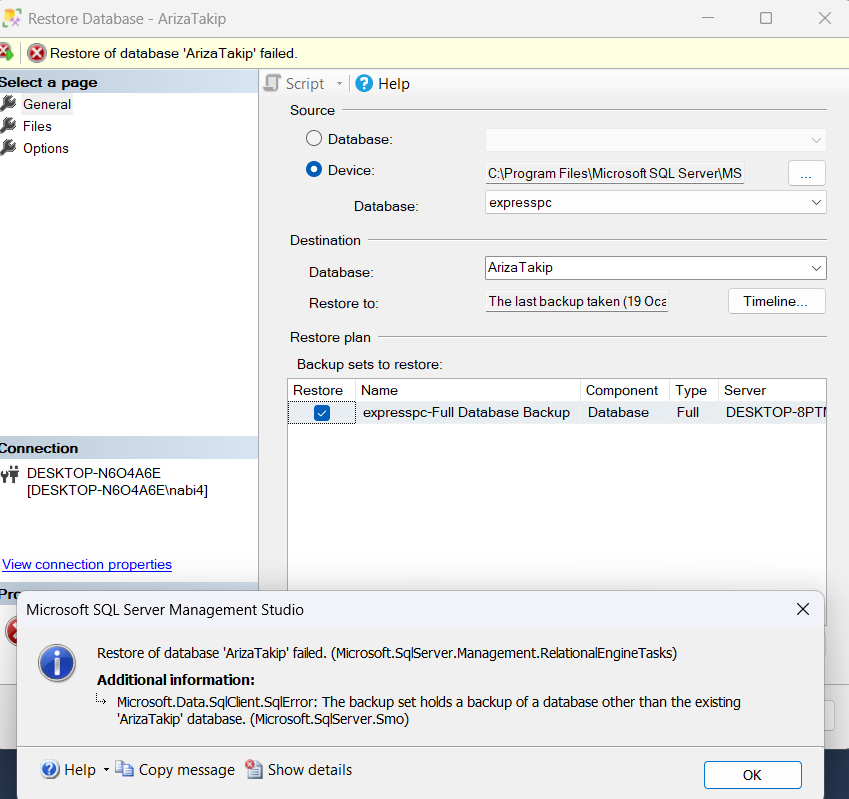 Restore Database - ArizaTakip
Restore of database 'ArizaTakip' failed.
Select a page
General
Files
Options
Script
Help
Source
Database:
Device:
C:\Program Files\Microsoft SQL Server\MS
...
Database:
expresspc
Destination
Database:
ArizaTakip
Restore to:
The last backup taken (19 Oca
Timeline...
Restore plan
Backup sets to restore:
Restore Name Component Type Server
expresspc-Full Database Backup Database Full DESKTOP-8PTM
Connection
DESKTOP-N6O4A6E
[DESKTOP-N6O4A6E\nabi4]
View connection properties
Microsoft SQL Server Management Studio
Restore of database 'ArizaTakip' failed. (Microsoft.SqlServer.Management.RelationalEngineTasks)
Additional information:
Microsoft.Data.SqlClient.SqlError: The backup set holds a backup of a database other than the existing
'ArizaTakip' database. (Microsoft.SqlServer.Smo)
Help
Copy message
Show details
OK